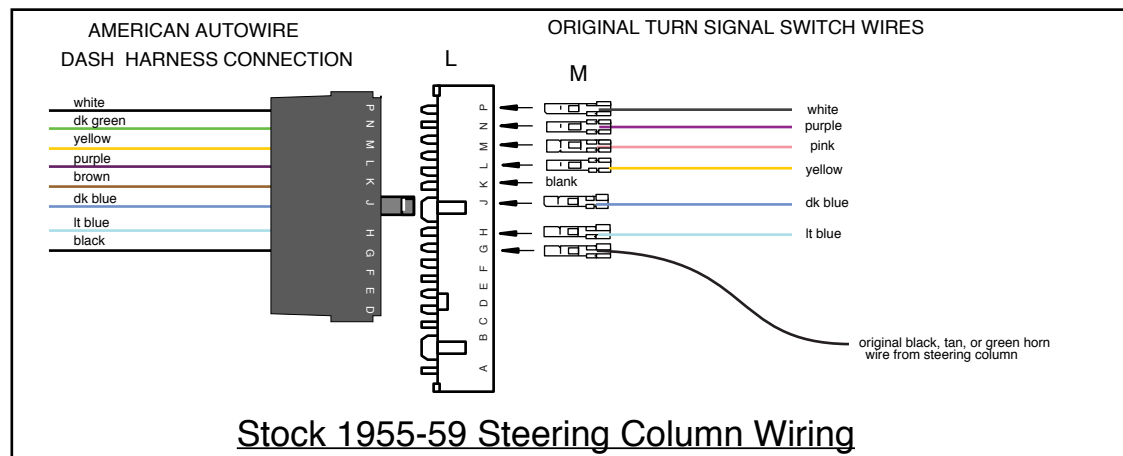 AMERICAN AUTOWIRE
DASH HARNESS CONNECTION
ORIGINAL TURN SIGNAL SWITCH WIRES
L
M
white
dk green
yellow
purple
brown
dk blue
lt blue
black
P
N
M
L
K
J
H
G
F
E
D
P
N
M
L
K
J
H
G
F
E
D
C
B
A
blank
white
purple
pink
yellow
dk blue
lt blue
original black, tan, or green horn
wire from steering column
Stock 1955-59 Steering Column Wiring